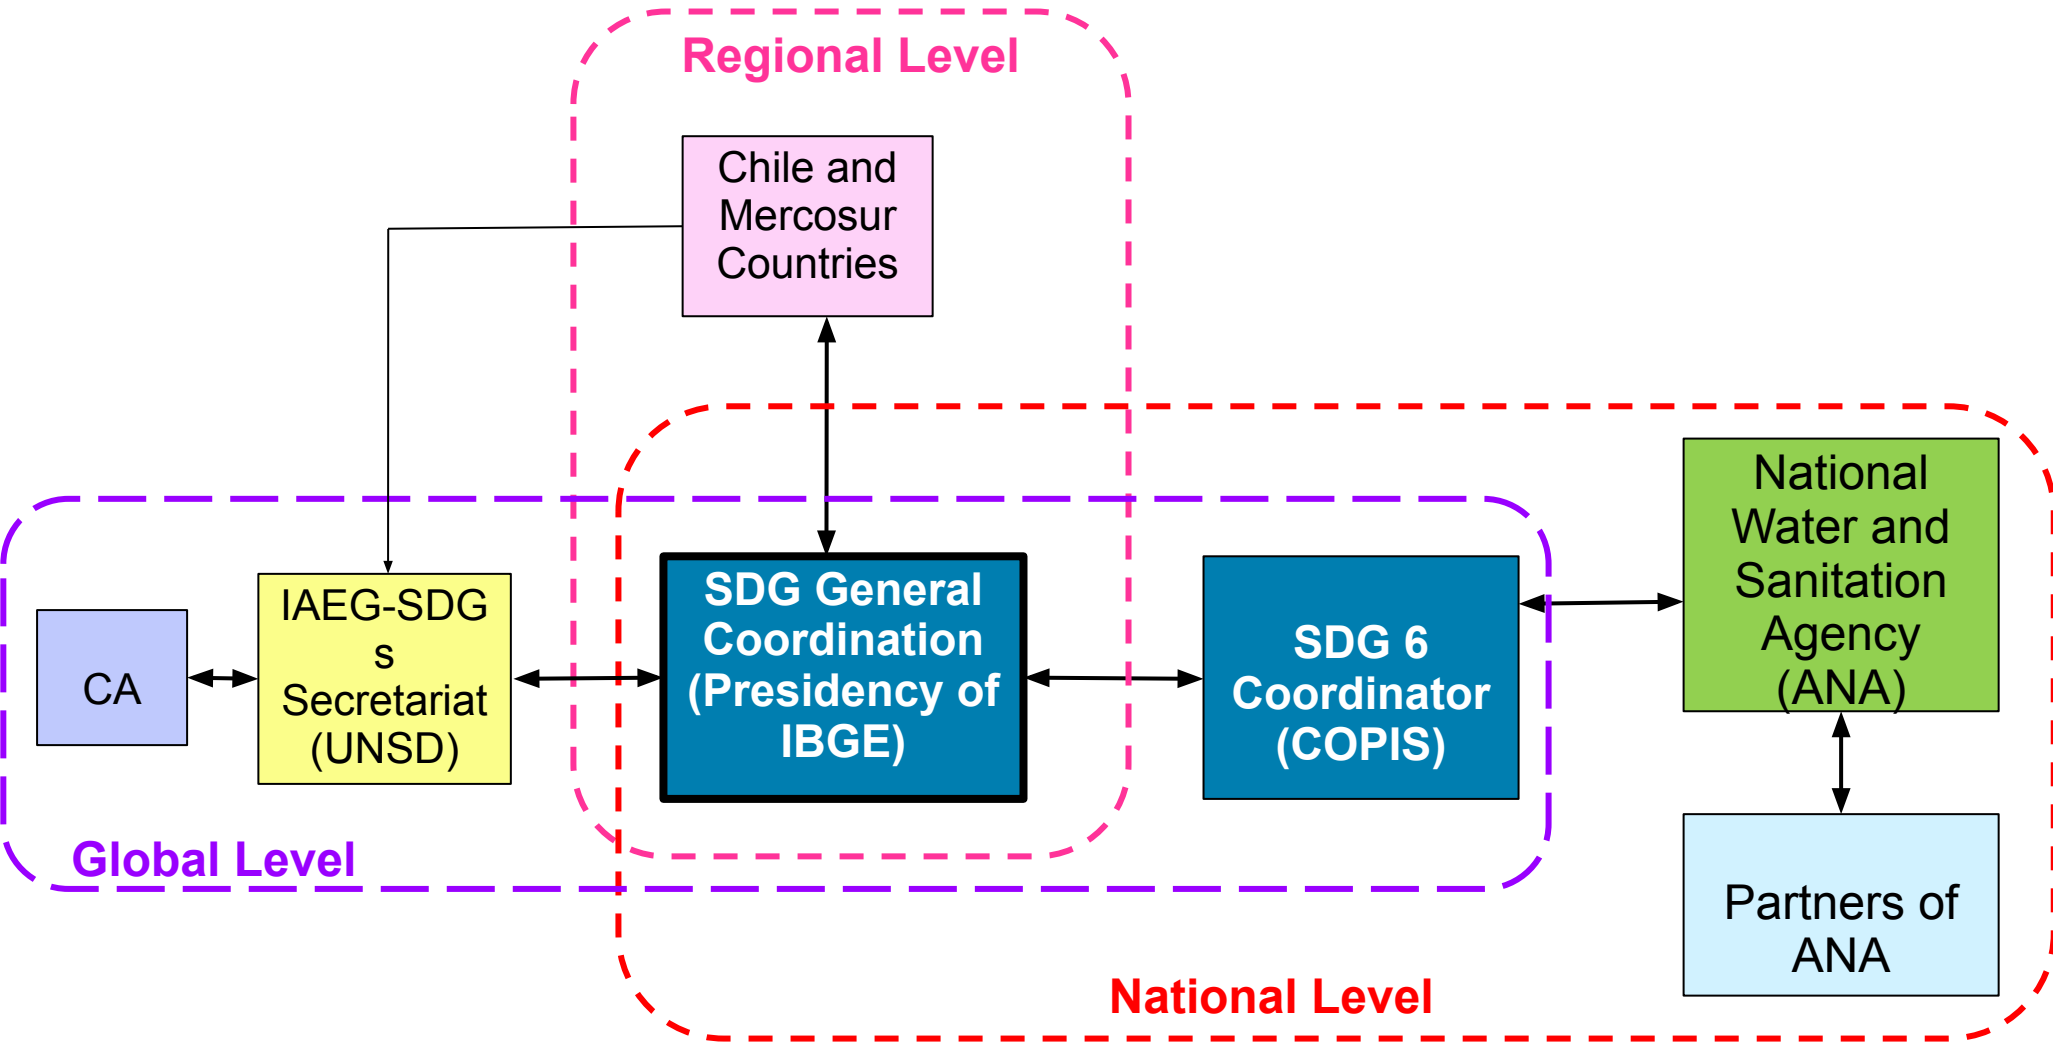 Regional Level
Chile and
Mercosur
Countries
CA
IAEG-SDG
s
Secretariat
(UNSD)
SDG General
Coordination
(Presidency of
IBGE)
SDG 6
Coordinator
(COPIS)
National
Water and
Sanitation
Agency
(ANA)
Partners of
ANA
Global Level
National Level